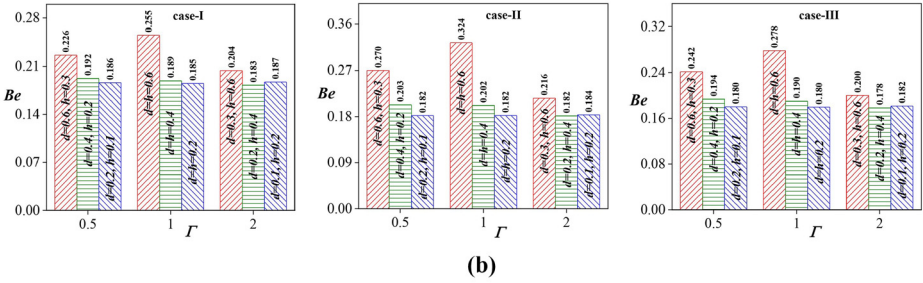 case-I
Be
0.28
0.21
0.14
0.07
0.00
0.226
0.192
0.186
0.255
0.189
0.185
0.204
0.183
0.187
d=0.6, h=0.3
d=0.4, h=0.2
d=0.2, h=0.1
d=h=0.6
d=h=0.4
d=h=0.2
d=0.3, h=0.6
d=0.2, h=0.4
d=0.1, h=0.2
0.5 1 2
Γ
case-II
Be
0.36
0.27
0.18
0.09
0.00
0.270
0.203
0.182
0.324
0.202
0.182
0.216
0.182
0.184
d=0.6, h=0.3
d=0.4, h=0.2
d=0.2, h=0.1
d=h=0.6
d=h=0.4
d=h=0.2
d=0.3, h=0.6
d=0.2, h=0.4
d=0.1, h=0.2
0.5 1 2
Γ
case-III
Be
0.32
0.24
0.16
0.08
0.00
0.242
0.194
0.180
0.278
0.190
0.180
0.200
0.178
0.182
d=0.6, h=0.3
d=0.4, h=0.2
d=0.2, h=0.1
d=h=0.6
d=h=0.4
d=h=0.2
d=0.3, h=0.6
d=0.2, h=0.4
d=0.1, h=0.2
0.5 1 2
Γ
(b)